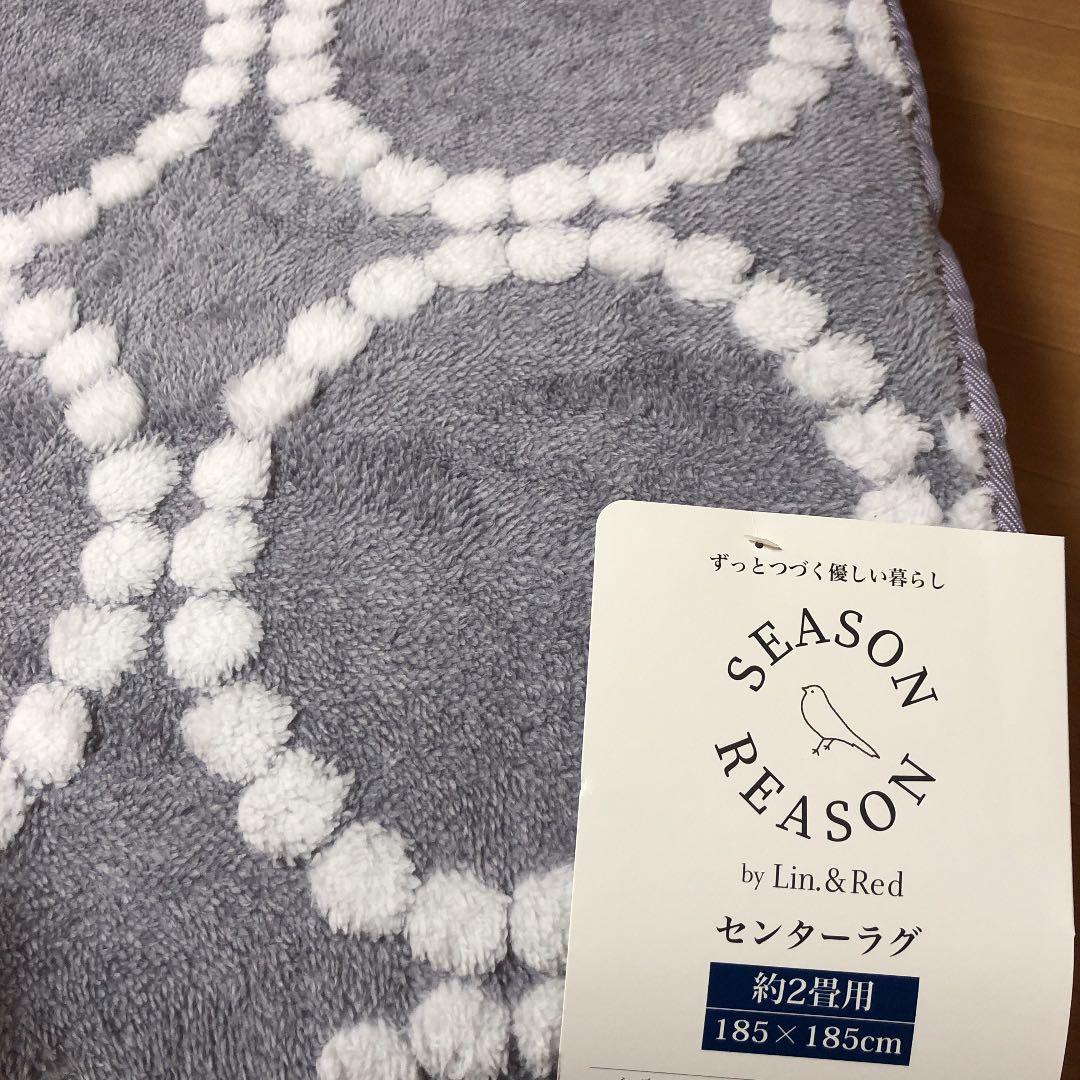 ずっとつづく優しい暮らし
SEASON
REASON
by Lin.&Red
センターラグ
約2畳用
185×185cm